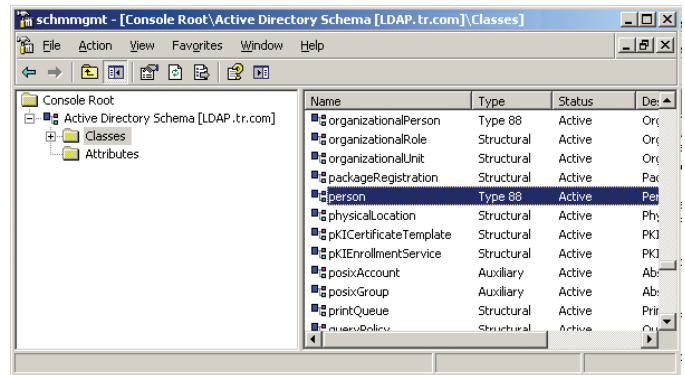 schmmgmt - [Console Root\Active Directory Schema [LDAP.tr.com]\Classes]
File Action View Favorites Window Help
Console Root
Active Directory Schema [LDAP.tr.com]
Classes
Attributes
Name Type Status
organizationalPerson Type 88 Active
organizationalRole Structural Active
organizationalUnit Structural Active
packageRegistration Structural Active
person Type 88 Active
physicalLocation Structural Active
pKICertificateTemplate Structural Active
pKIEnrollmentService Structural Active
posixAccount Auxiliary Active
posixGroup Auxiliary Active
printQueue Structural Active
queryPolicy Structural Active